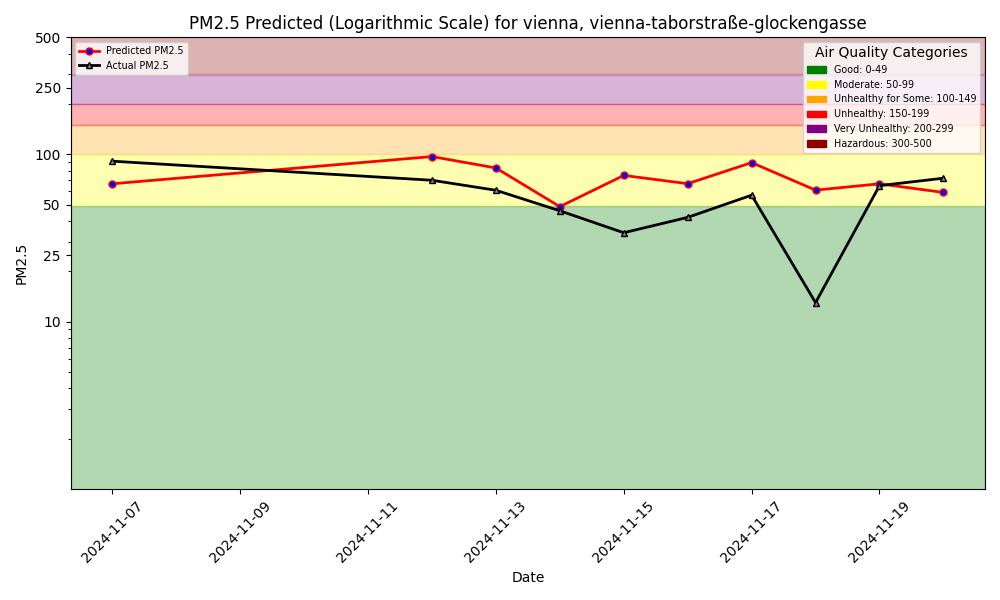 PM2.5 Predicted (Logarithmic Scale) for vienna, vienna-taborstraße-glockengasse
Predicted PM2.5
Actual PM2.5
Air Quality Categories
Good: 0-49
Moderate: 50-99
Unhealthy for Some: 100-149
Unhealthy: 150-199
Very Unhealthy: 200-299
Hazardous: 300-500
PM2.5
500
250
100
50
25
10
2024-11-07
2024-11-09
2024-11-11
2024-11-13
2024-11-15
2024-11-17
2024-11-19
Date